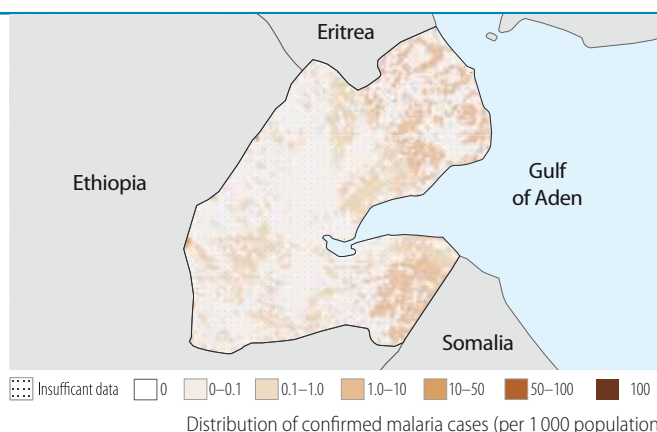 Eritrea
Ethiopia
Gulf
of Aden
Somalia
Insufficant data 0 0–0.1 0.1–1.0 1.0–10 10–50 50–100 100
Distribution of confirmed malaria cases (per 1 000 population